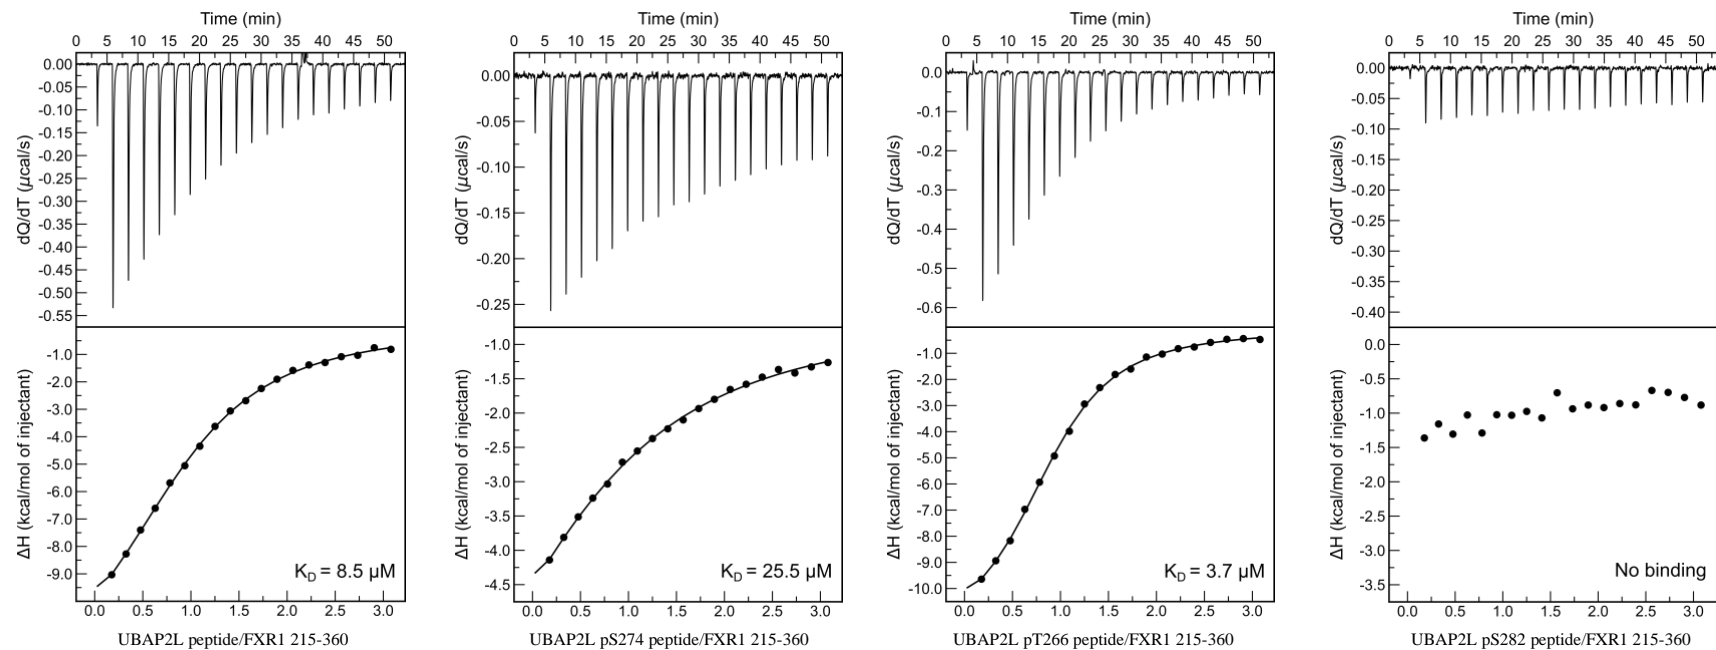 Time (min)
0 5 10 15 20 25 30 35 40 45 50
0.00
-0.05
-0.10
-0.15
-0.20
-0.25
-0.30
-0.35
-0.40
-0.45
-0.50
-0.55
dQ/dT (µcal/s)
-1.0
-2.0
-3.0
-4.0
-5.0
-6.0
-7.0
-8.0
-9.0
ΔH (kcal/mol of injectant)
KD = 8.5 µM
0.0 0.5 1.0 1.5 2.0 2.5 3.0
UBAP2L peptide/FXR1 215-360
Time (min)
0 5 10 15 20 25 30 35 40 45 50
0.00
-0.05
-0.10
-0.15
-0.20
-0.25
dQ/dT (µcal/s)
-1.0
-1.5
-2.0
-2.5
-3.0
-3.5
-4.0
-4.5
ΔH (kcal/mol of injectant)
KD = 25.5 µM
0.0 0.5 1.0 1.5 2.0 2.5 3.0
UBAP2L pS274 peptide/FXR1 215-360
Time (min)
0 5 10 15 20 25 30 35 40 45 50
0.0
-0.1
-0.2
-0.3
-0.4
-0.5
-0.6
dQ/dT (µcal/s)
-1.0
-2.0
-3.0
-4.0
-5.0
-6.0
-7.0
-8.0
-9.0
-10.0
ΔH (kcal/mol of injectant)
KD = 3.7 µM
0.0 0.5 1.0 1.5 2.0 2.5 3.0
UBAP2L pT266 peptide/FXR1 215-360
Time (min)
0 5 10 15 20 25 30 35 40 45 50
0.00
-0.05
-0.10
-0.15
-0.20
-0.25
-0.30
-0.35
-0.40
dQ/dT (µcal/s)
0.0
-0.5
-1.0
-1.5
-2.0
-2.5
-3.0
-3.5
ΔH (kcal/mol of injectant)
No binding
0.0 0.5 1.0 1.5 2.0 2.5 3.0
UBAP2L pS282 peptide/FXR1 215-360